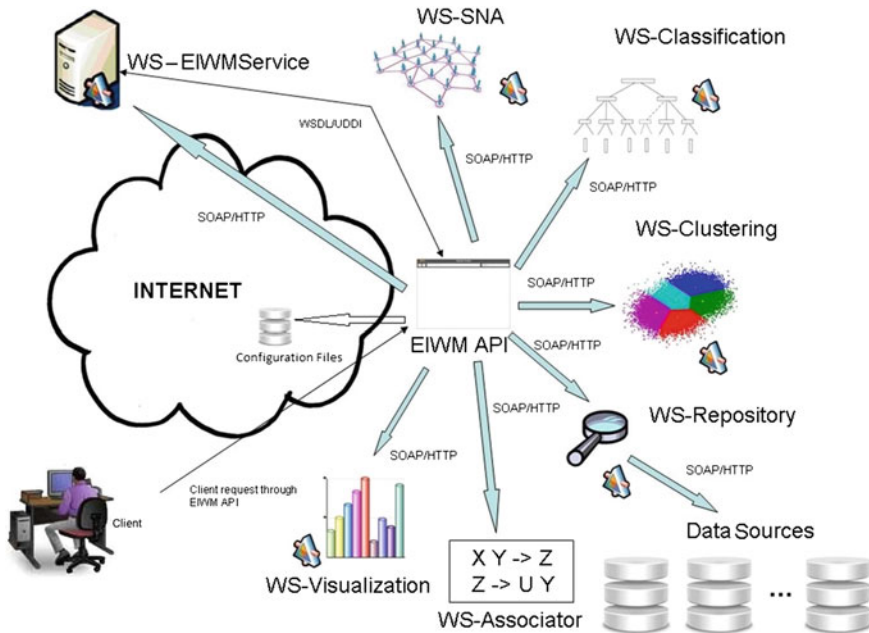 WS-SNA
WS-Classification
WS – EIWMService
WSDL/UDDI
SOAP/HTTP
SOAP/HTTP
SOAP/HTTP
WS-Clustering
SOAP/HTTP
INTERNET
EIWM API
SOAP/HTTP
Configuration Files
SOAP/HTTP
WS-Repository
SOAP/HTTP
SOAP/HTTP
Client request through
EIWM API
Client
Data Sources
WS-Visualization
X Y -> Z
Z -> U Y
WS-Associator
...